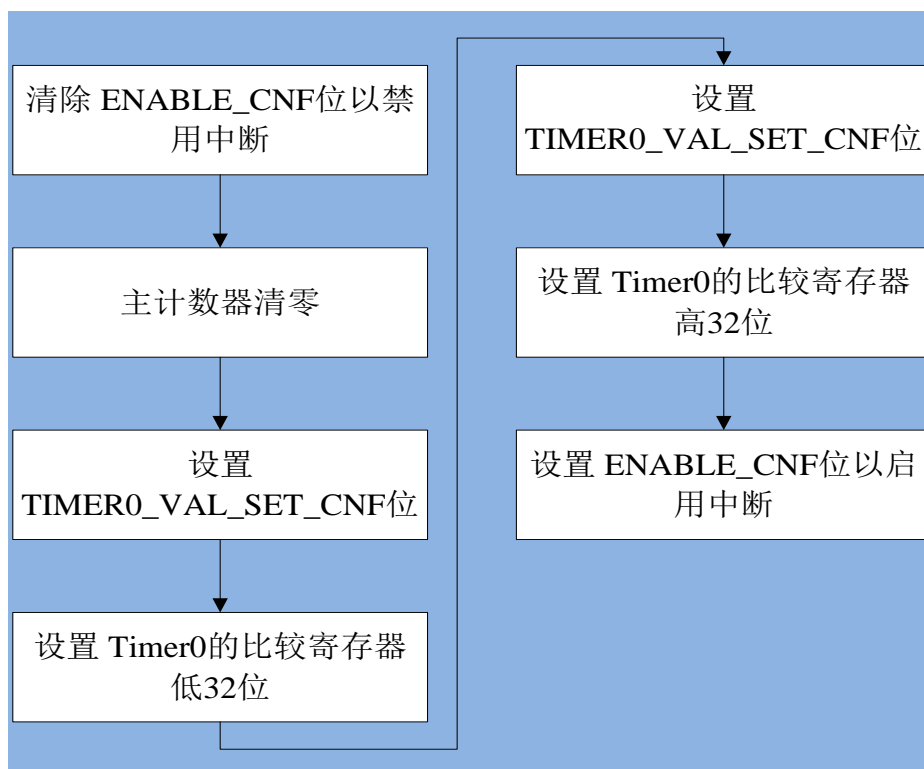 清除 ENABLE_CNF位以禁
用中断
主计数器清零
设置
TIMER0_VAL_SET_CNF位
设置 Timer0的比较寄存器
低32位
设置
TIMER0_VAL_SET_CNF位
设置 Timer0的比较寄存器
高32位
设置 ENABLE_CNF位以启
用中断